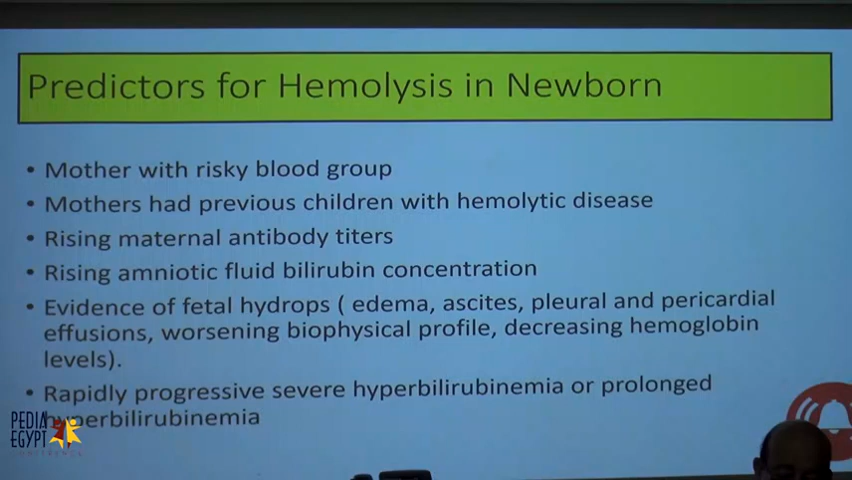 Predictors for Hemolysis in Newborn
• Mother with risky blood group
• Mothers had previous children with hemolytic disease
• Rising maternal antibody titers
• Rising amniotic fluid bilirubin concentration
• Evidence of fetal hydrops ( edema, ascites, pleural and pericardial
effusions, worsening biophysical profile, decreasing hemoglobin
levels).
• Rapidly progressive severe hyperbilirubinemia or prolonged
hyperbilirubinemia
PEDIA
EGYPT
CONFERENCE